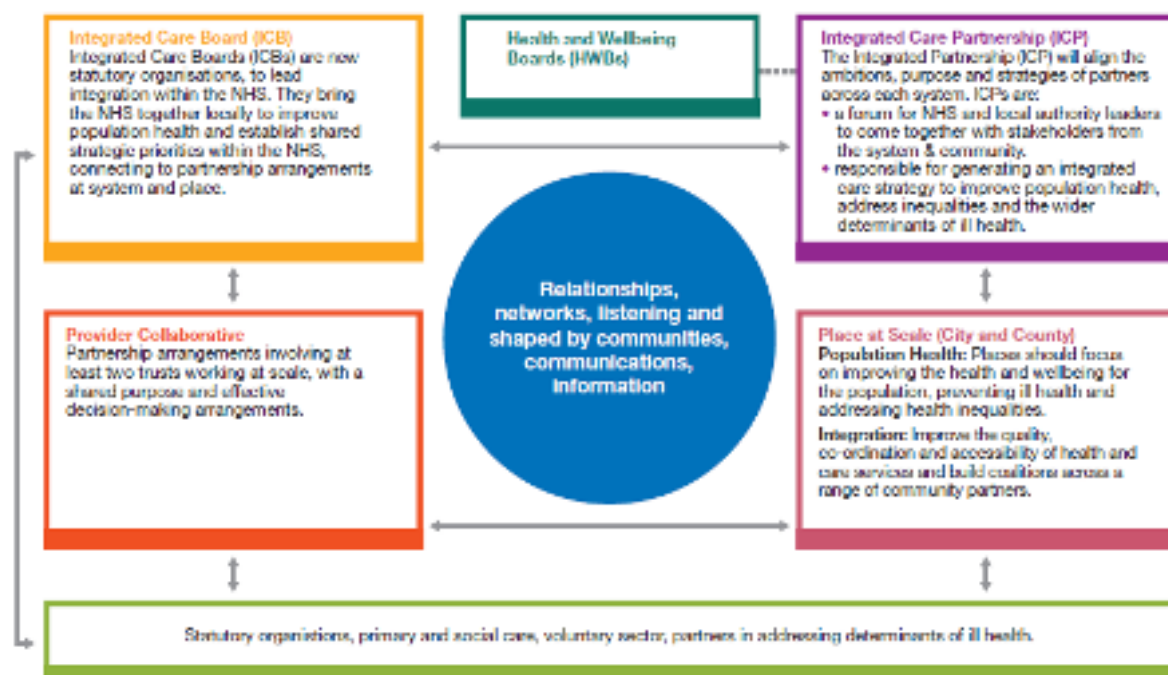 Integrated Care Board (ICB)
Integrated Care Boards (ICBs) are new
statutory organisations, to lead
integration within the NHS. They bring
the NHS together locally to improve
population health and establish shared
strategic priorities within the NHS,
connecting to partnership arrangements
at system and place.
Health and Wellbeing
Boards (HWBs)
Integrated Care Partnership (ICP)
The Integrated Partnership (ICP) will align the
ambitions, purpose and strategies of partners
across each system. ICPs are:
• a forum for NHS and local authority leaders
to come together with stakeholders from
the system & community.
• responsible for generating an integrated
care strategy to improve population health,
address inequalities and the wider
determinants of ill health.
Relationships,
networks, listening and
shaped by communities,
communications,
information
Provider Collaborative
Partnership arrangements involving at
least two trusts working at scale, with a
shared purpose and effective
decision-making arrangements.
Place at Scale (City and County)
Population Health: Places should focus
on improving the health and wellbeing for
the population, preventing ill health and
addressing health inequalities.
Integration: Improve the quality,
co-ordination and accessibility of health and
care services and build coalitions across a
range of community partners.
Statutory organistions, primary and social care, voluntary sector, partners in addressing determinants of ill health.